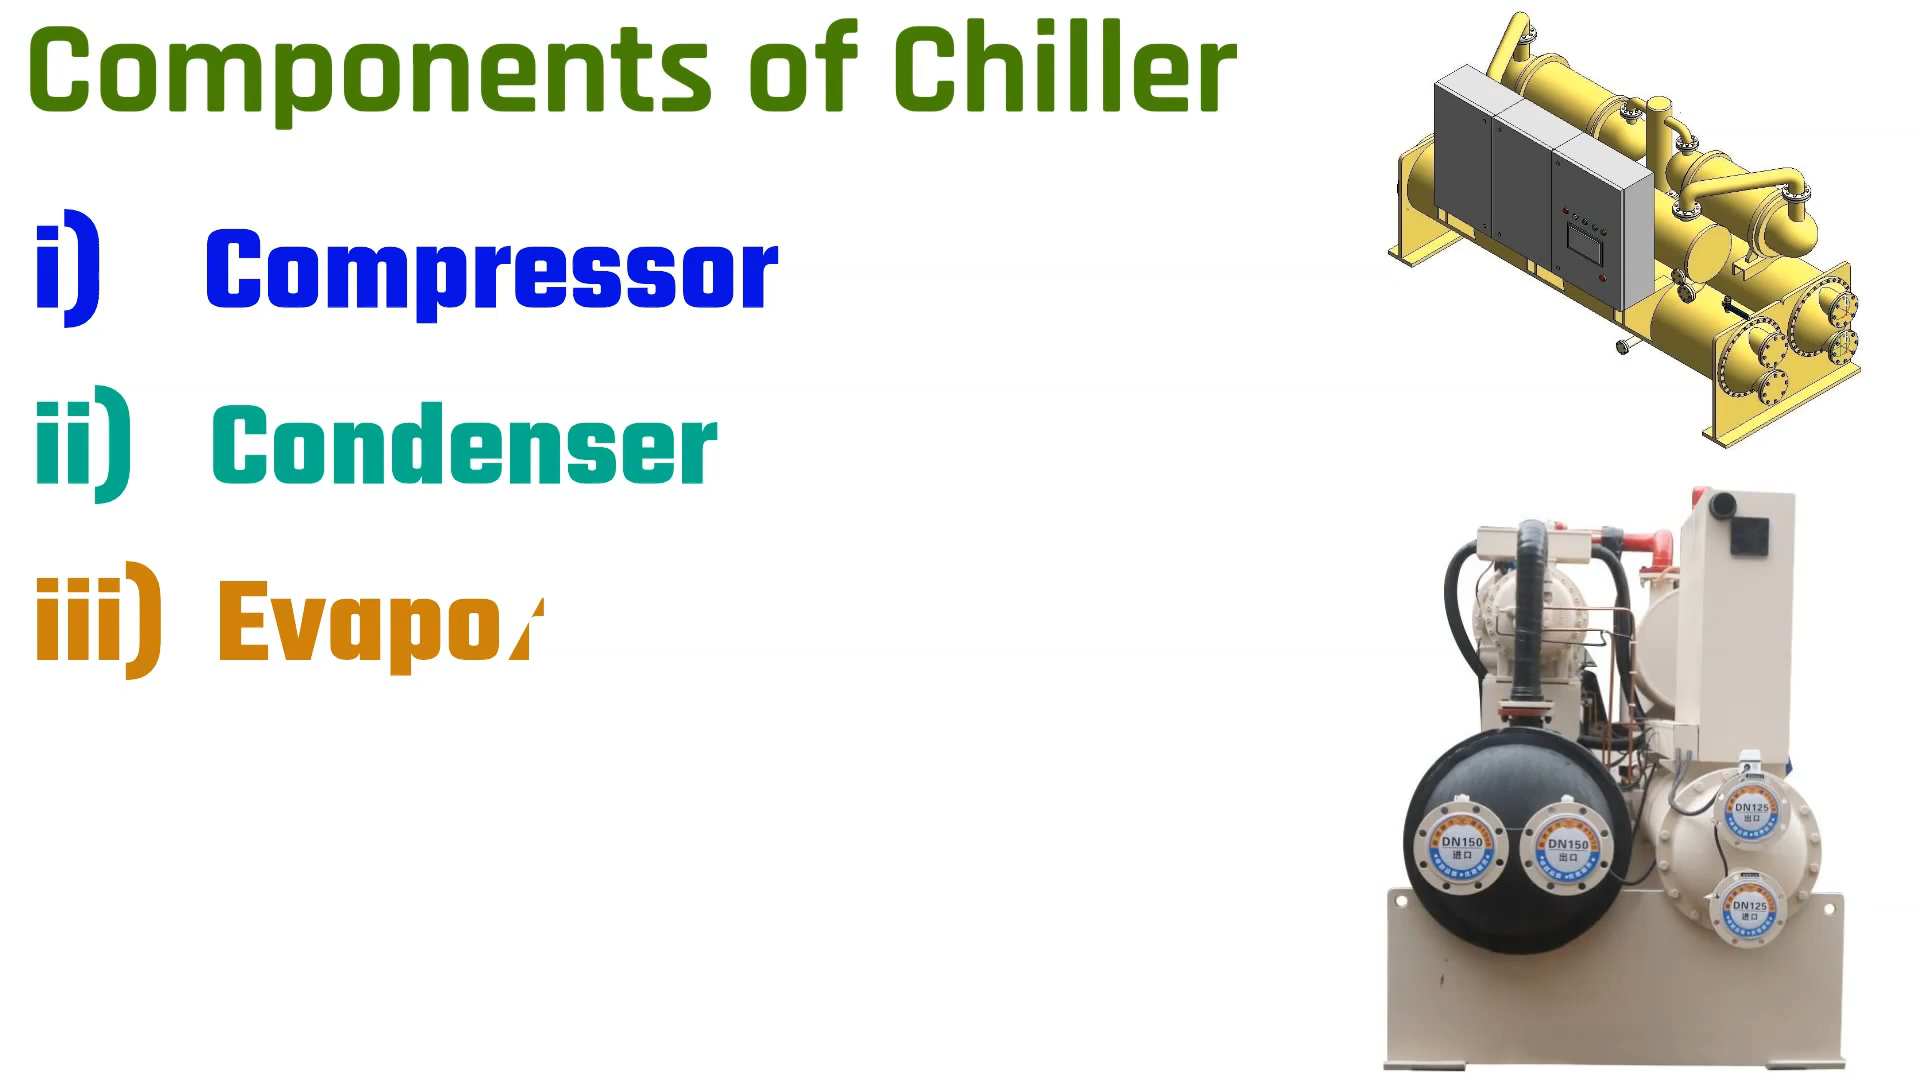 Components of Chiller
i) Compressor
ii) Condenser
iii) Evapor
DN125
出口
DN150
进口
DN150
出口
DN125
进口